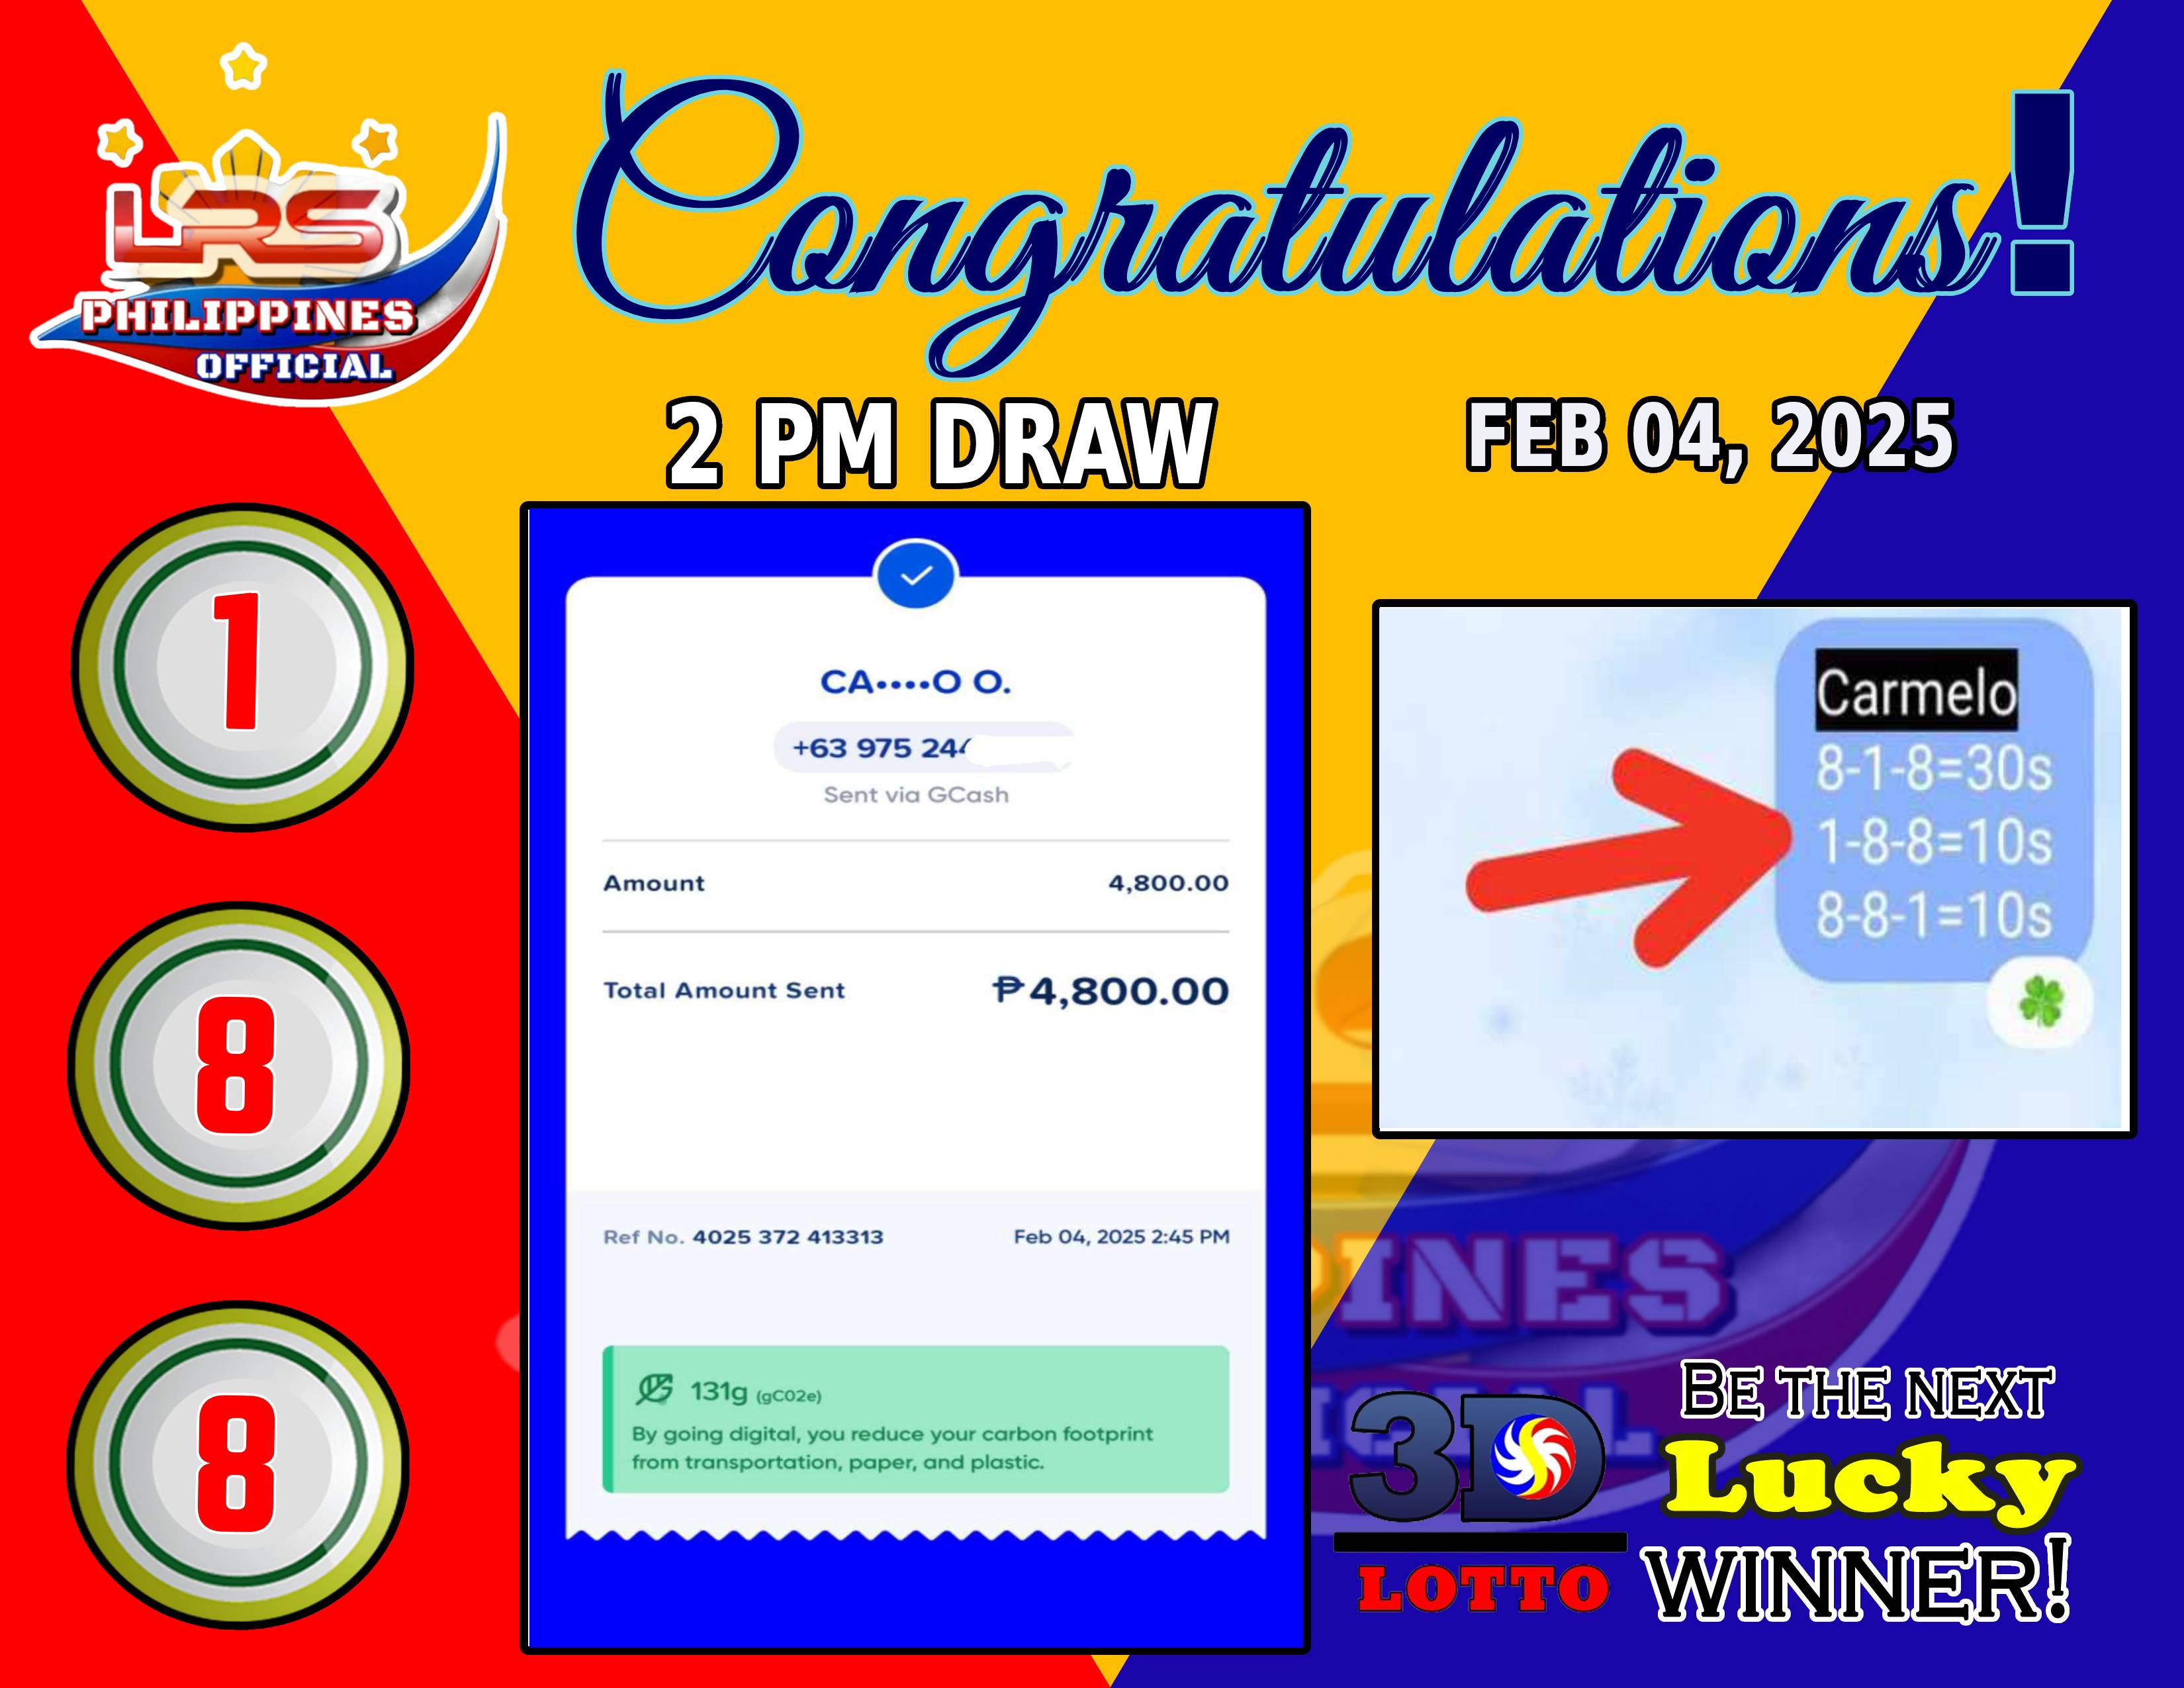 LRS
PHILIPPINES
OFFICIAL
Congratulations!
2 PM DRAW
FEB 04, 2025
1
8
8
CA••••O O.
+63 975 24
Sent via GCash
Amount 4,800.00
Total Amount Sent ₱4,800.00
Ref No. 4025 372 413313 Feb 04, 2025 2:45 PM
131g (gC02e)
By going digital, you reduce your carbon footprint
from transportation, paper, and plastic.
Carmelo
8-1-8=30s
1-8-8=10s
8-8-1=10s
PINES
3D
LOTTO
BE THE NEXT
Lucky
WINNER!